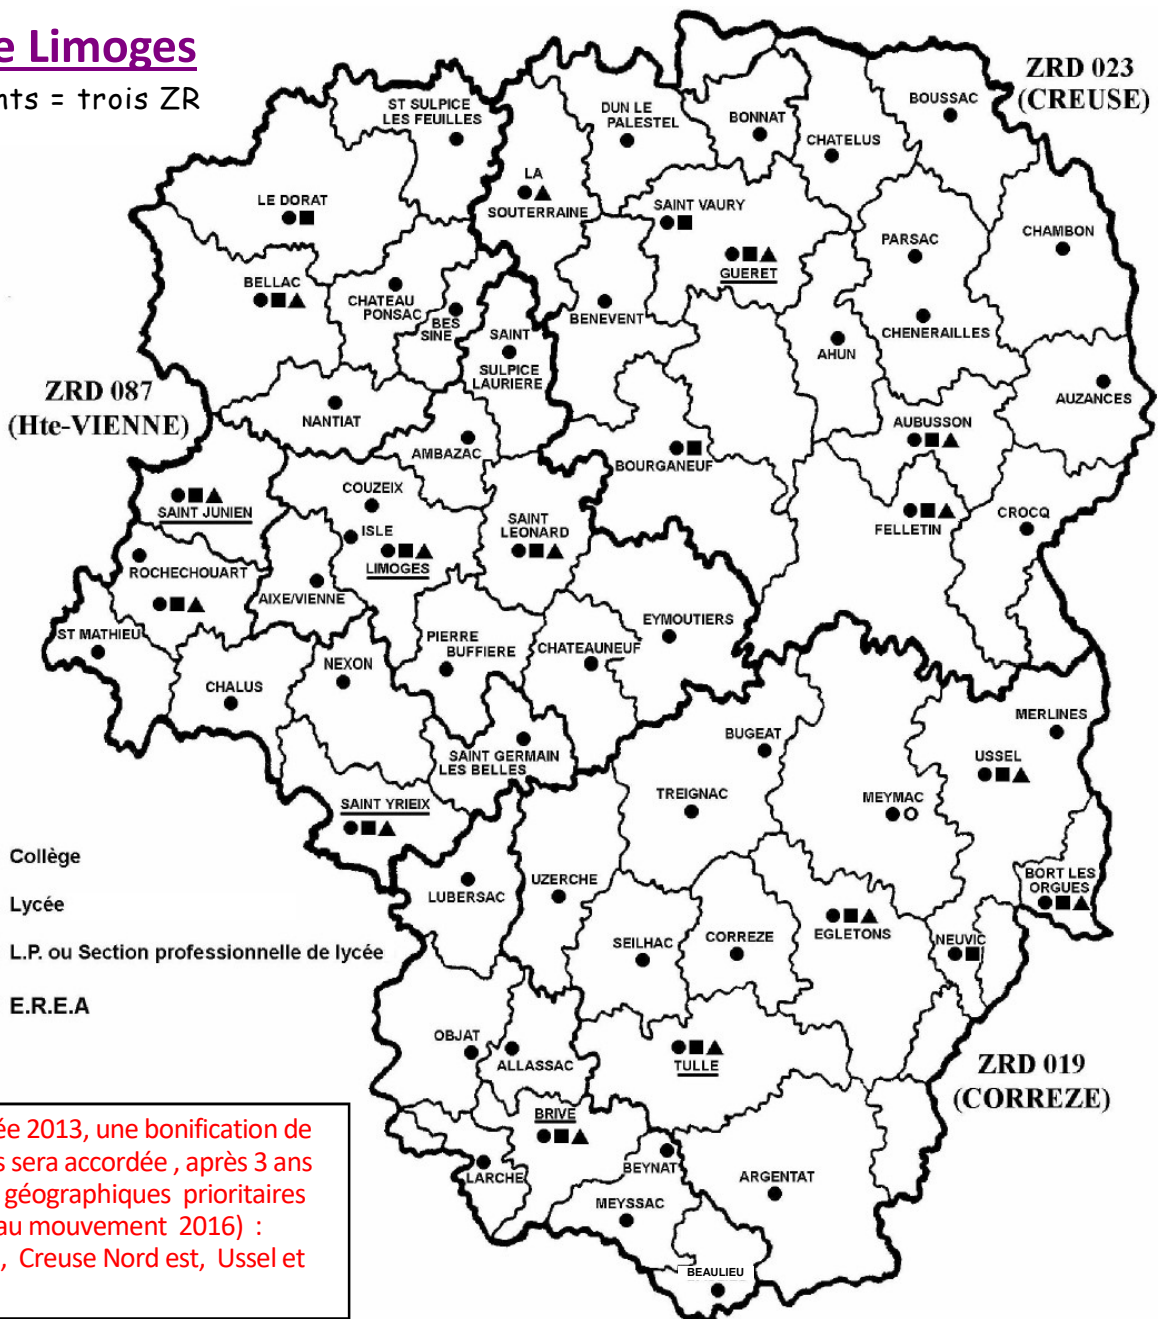 e Limoges
nts = trois ZR
ZRD 023
(CREUSE)
ST SULPICE
LES FEUILLES
DUN LE
PALESTEL
BONNAT
BOUSSAC
CHATELUS
LA
SOUTERRAINE
LE DORAT
SAINT VAURY
PARSAC
CHAMBON
GUERET
BELLAC
CHATEAU
PONSAC
BES
SINE
BENEVENT
CHENERAILLES
SAINT
SULPICE
LAURIERE
AHUN
ZRD 087
(Hte-VIENNE)
AUZANCES
NANTIAT
AUBUSSON
AMBAZAC
BOURGANEUF
COUZEIX
SAINT JUNIEN
SAINT
LEONARD
CROCQ
ISLE
FELLETIN
LIMOGES
ROCHECHOUART
AIXE/VIENNE
EYMOUTIERS
ST MATHIEU
PIERRE
BUFFIERE
CHATEAUNEUF
NEXON
CHALUS
MERLINES
BUGEAT
SAINT GERMAIN
LES BELLES
USSEL
TREIGNAC
MEYMAC
SAINT YRIEIX
Collège
BORT LES
ORGUES
UZERCHE
LUBERSAC
Lycée
EGLETONS
SEILHAC
CORREZE
NEUVIC
L.P. ou Section professionnelle de lycée
E.R.E.A
OBJAT
ALLASSAC
TULLE
ZRD 019
(CORREZE)
BRIVE
LARCHE
BEYNAT
ARGENTAT
MEYSSAC
BEAULIEU
ée 2013, une bonification de
s sera accordée , après 3 ans
géographiques prioritaires
au mouvement 2016) :
, Creuse Nord est, Ussel et